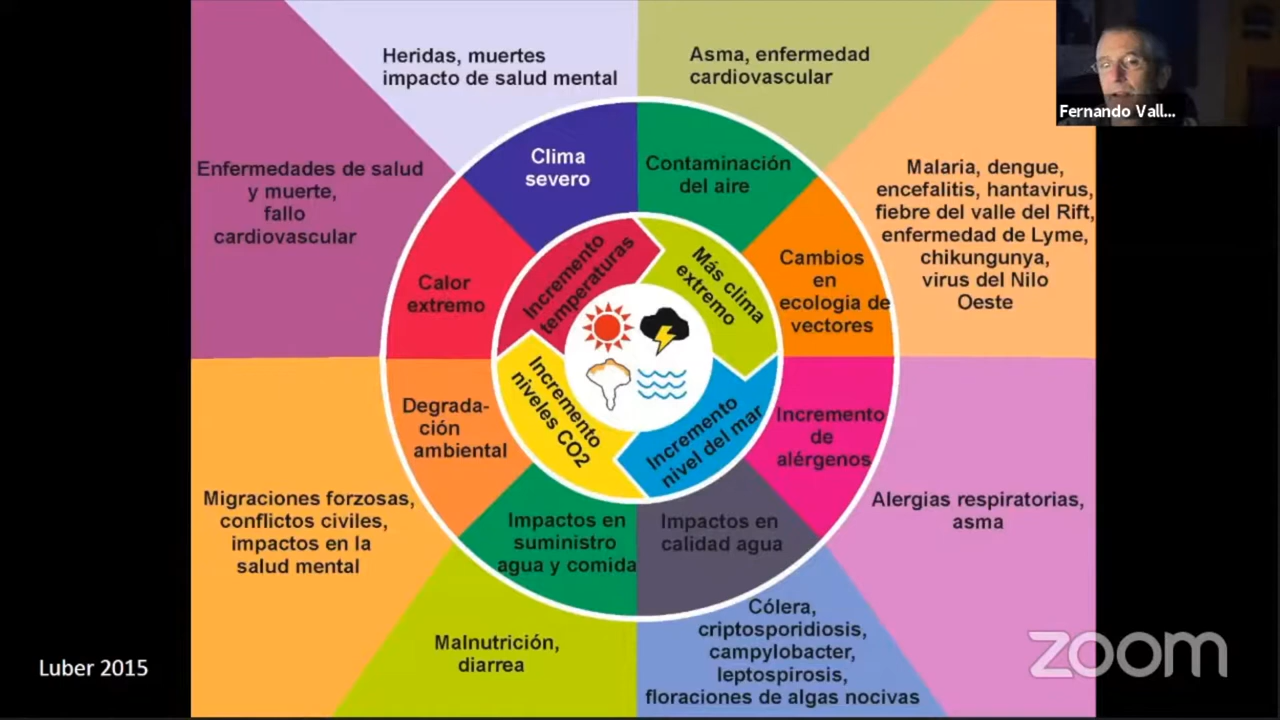 Heridas, muertes
impacto de salud mental
Asma, enfermedad
cardiovascular
Fernando Vall...
Enfermedades de salud
y muerte,
fallo
cardiovascular
Clima
severo
Contaminación
del aire
Malaria, dengue,
encefalitis, hantavirus,
fiebre del valle del Rift,
enfermedad de Lyme,
chikungunya,
virus del Nilo
Oeste
Calor
extremo
Incremento
temperaturas
Más clima
extremo
Cambios
en
ecologia de
vectores
Degrada-
ción
ambiental
Incremento
niveles CO2
Incremento
nivel del mar
Incremento
de
alérgenos
Migraciones forzosas,
conflictos civiles,
impactos en la
salud mental
Impactos en
suministro
agua y comida
Impactos en
calidad agua
Alergias respiratorias,
asma
Malnutrición,
diarrea
Cólera,
criptosporidiosis,
campylobacter,
leptospirosis,
floraciones de algas nocivas
Luber 2015
zoom